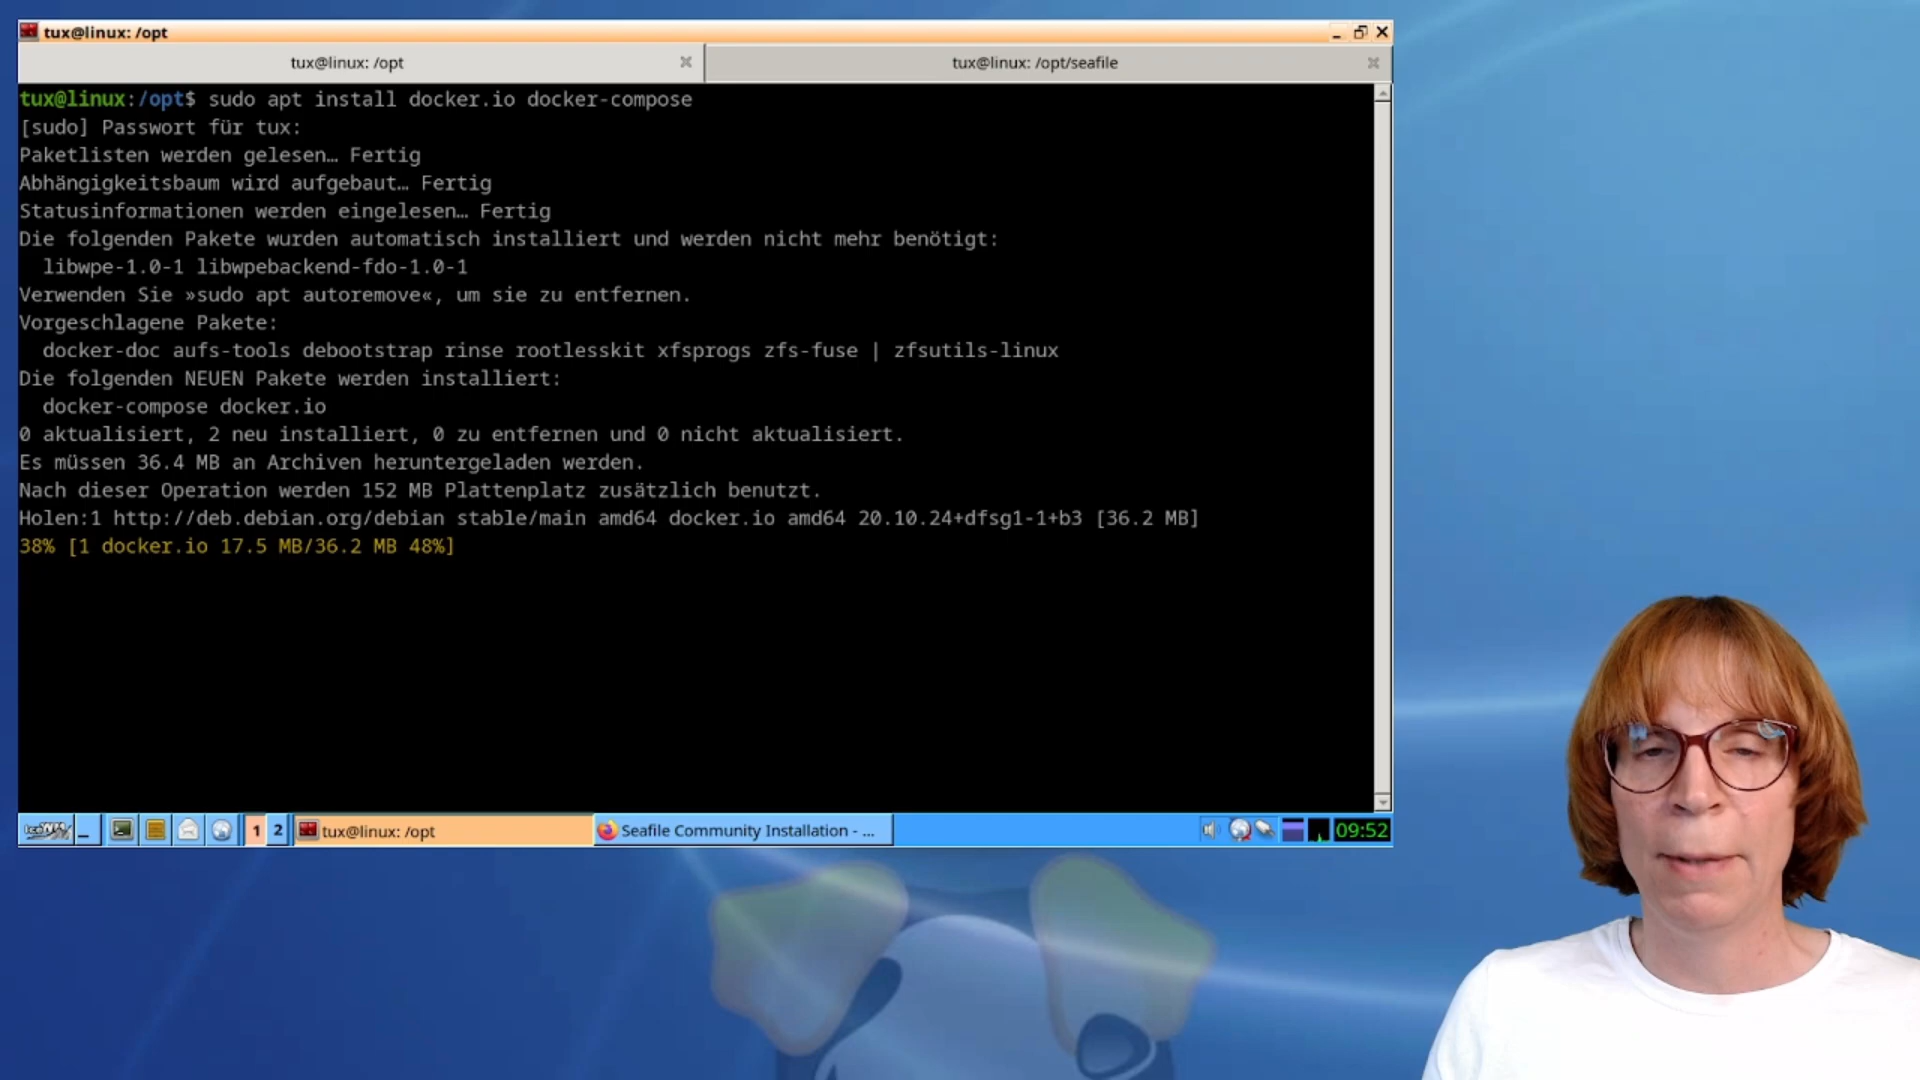 tux@linux: /opt
tux@linux: /opt
tux@linux: /opt/seafile
tux@linux:/opt$ sudo apt install docker.io docker-compose
[sudo] Passwort für tux:
Paketlisten werden gelesen… Fertig
Abhängigkeitsbaum wird aufgebaut… Fertig
Statusinformationen werden eingelesen… Fertig
Die folgenden Pakete wurden automatisch installiert und werden nicht mehr benötigt:
libwpe-1.0-1 libwpebackend-fdo-1.0-1
Verwenden Sie »sudo apt autoremove«, um sie zu entfernen.
Vorgeschlagene Pakete:
docker-doc aufs-tools debootstrap rinse rootlesskit xfsprogs zfs-fuse | zfsutils-linux
Die folgenden NEUEN Pakete werden installiert:
docker-compose docker.io
0 aktualisiert, 2 neu installiert, 0 zu entfernen und 0 nicht aktualisiert.
Es müssen 36.4 MB an Archiven heruntergeladen werden.
Nach dieser Operation werden 152 MB Plattenplatz zusätzlich benutzt.
Holen:1 http://deb.debian.org/debian stable/main amd64 docker.io amd64 20.10.24+dfsg1-1+b3 [36.2 MB]
38% [1 docker.io 17.5 MB/36.2 MB 48%]
1
2
tux@linux: /opt
Seafile Community Installation - ...
09:52